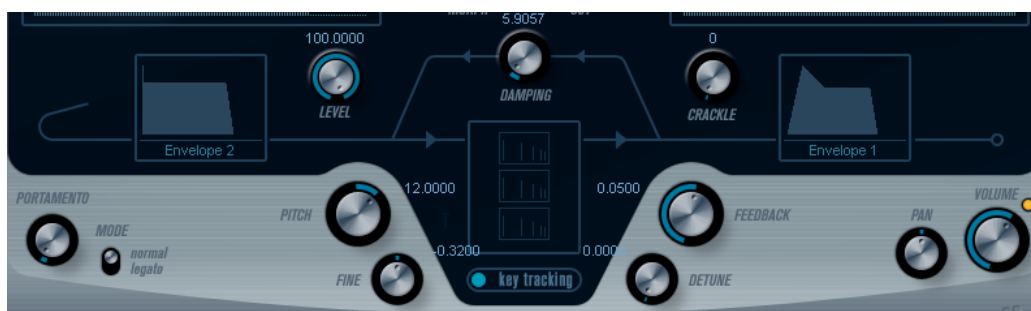 5.9057
100.0000
0
LEVEL
DAMPING
CRACKLE
Envelope 2
Envelope 1
PORTAMENTO
MODE
normal
legato
PITCH
12.0000
-0.3200
FINE
key tracking
0.0500
FEEDBACK
DETUNE
PAN
VOLUME